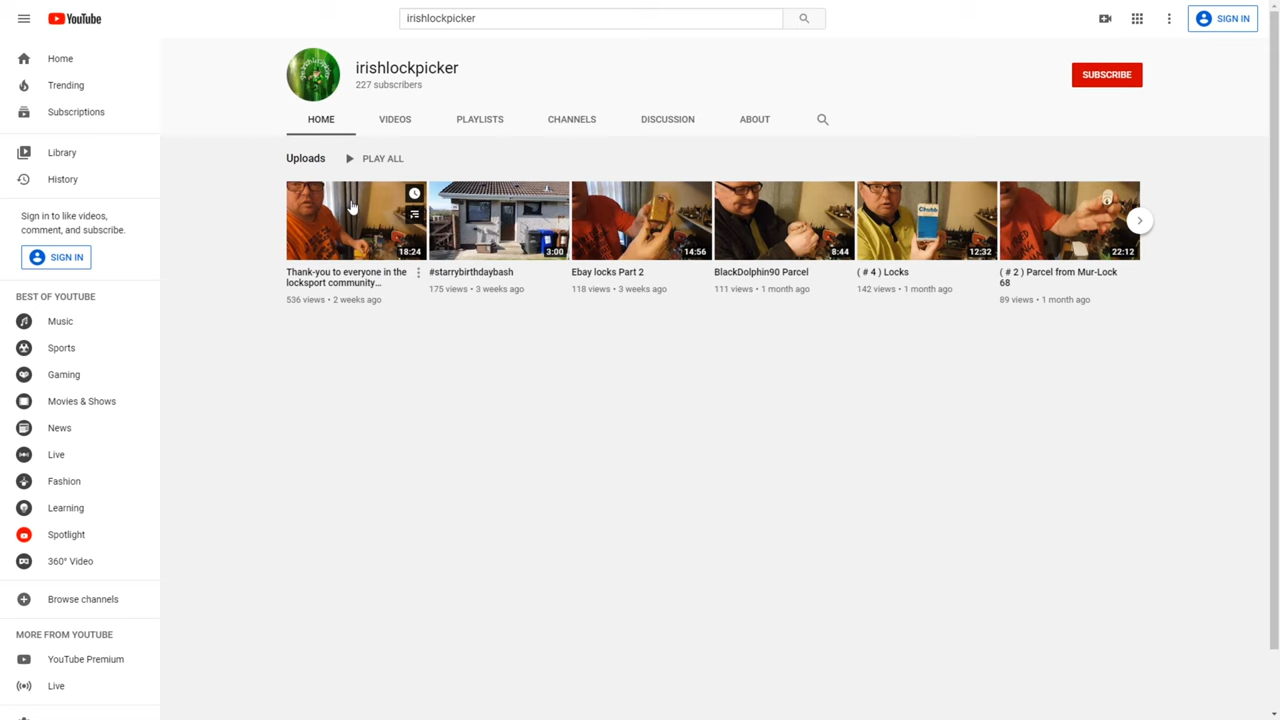 YouTube
irishlockpicker
SIGN IN
Home
Trending
Subscriptions
Library
History
Sign in to like videos,
comment, and subscribe.
SIGN IN
BEST OF YOUTUBE
Music
Sports
Gaming
Movies & Shows
News
Live
Fashion
Learning
Spotlight
360° Video
Browse channels
MORE FROM YOUTUBE
YouTube Premium
Live
irishlockpicker
227 subscribers
SUBSCRIBE
HOME VIDEOS PLAYLISTS CHANNELS DISCUSSION ABOUT
Uploads PLAY ALL
18:24
Thank-you to everyone in the
locksport community...
536 views • 2 weeks ago
3:00
#starrybirthdaybash
175 views • 3 weeks ago
14:56
Ebay locks Part 2
118 views • 3 weeks ago
8:44
BlackDolphin90 Parcel
111 views • 1 month ago
Chubb
12:32
( # 4 ) Locks
142 views • 1 month ago
22:12
( # 2 ) Parcel from Mur-Lock
68
89 views • 1 month ago